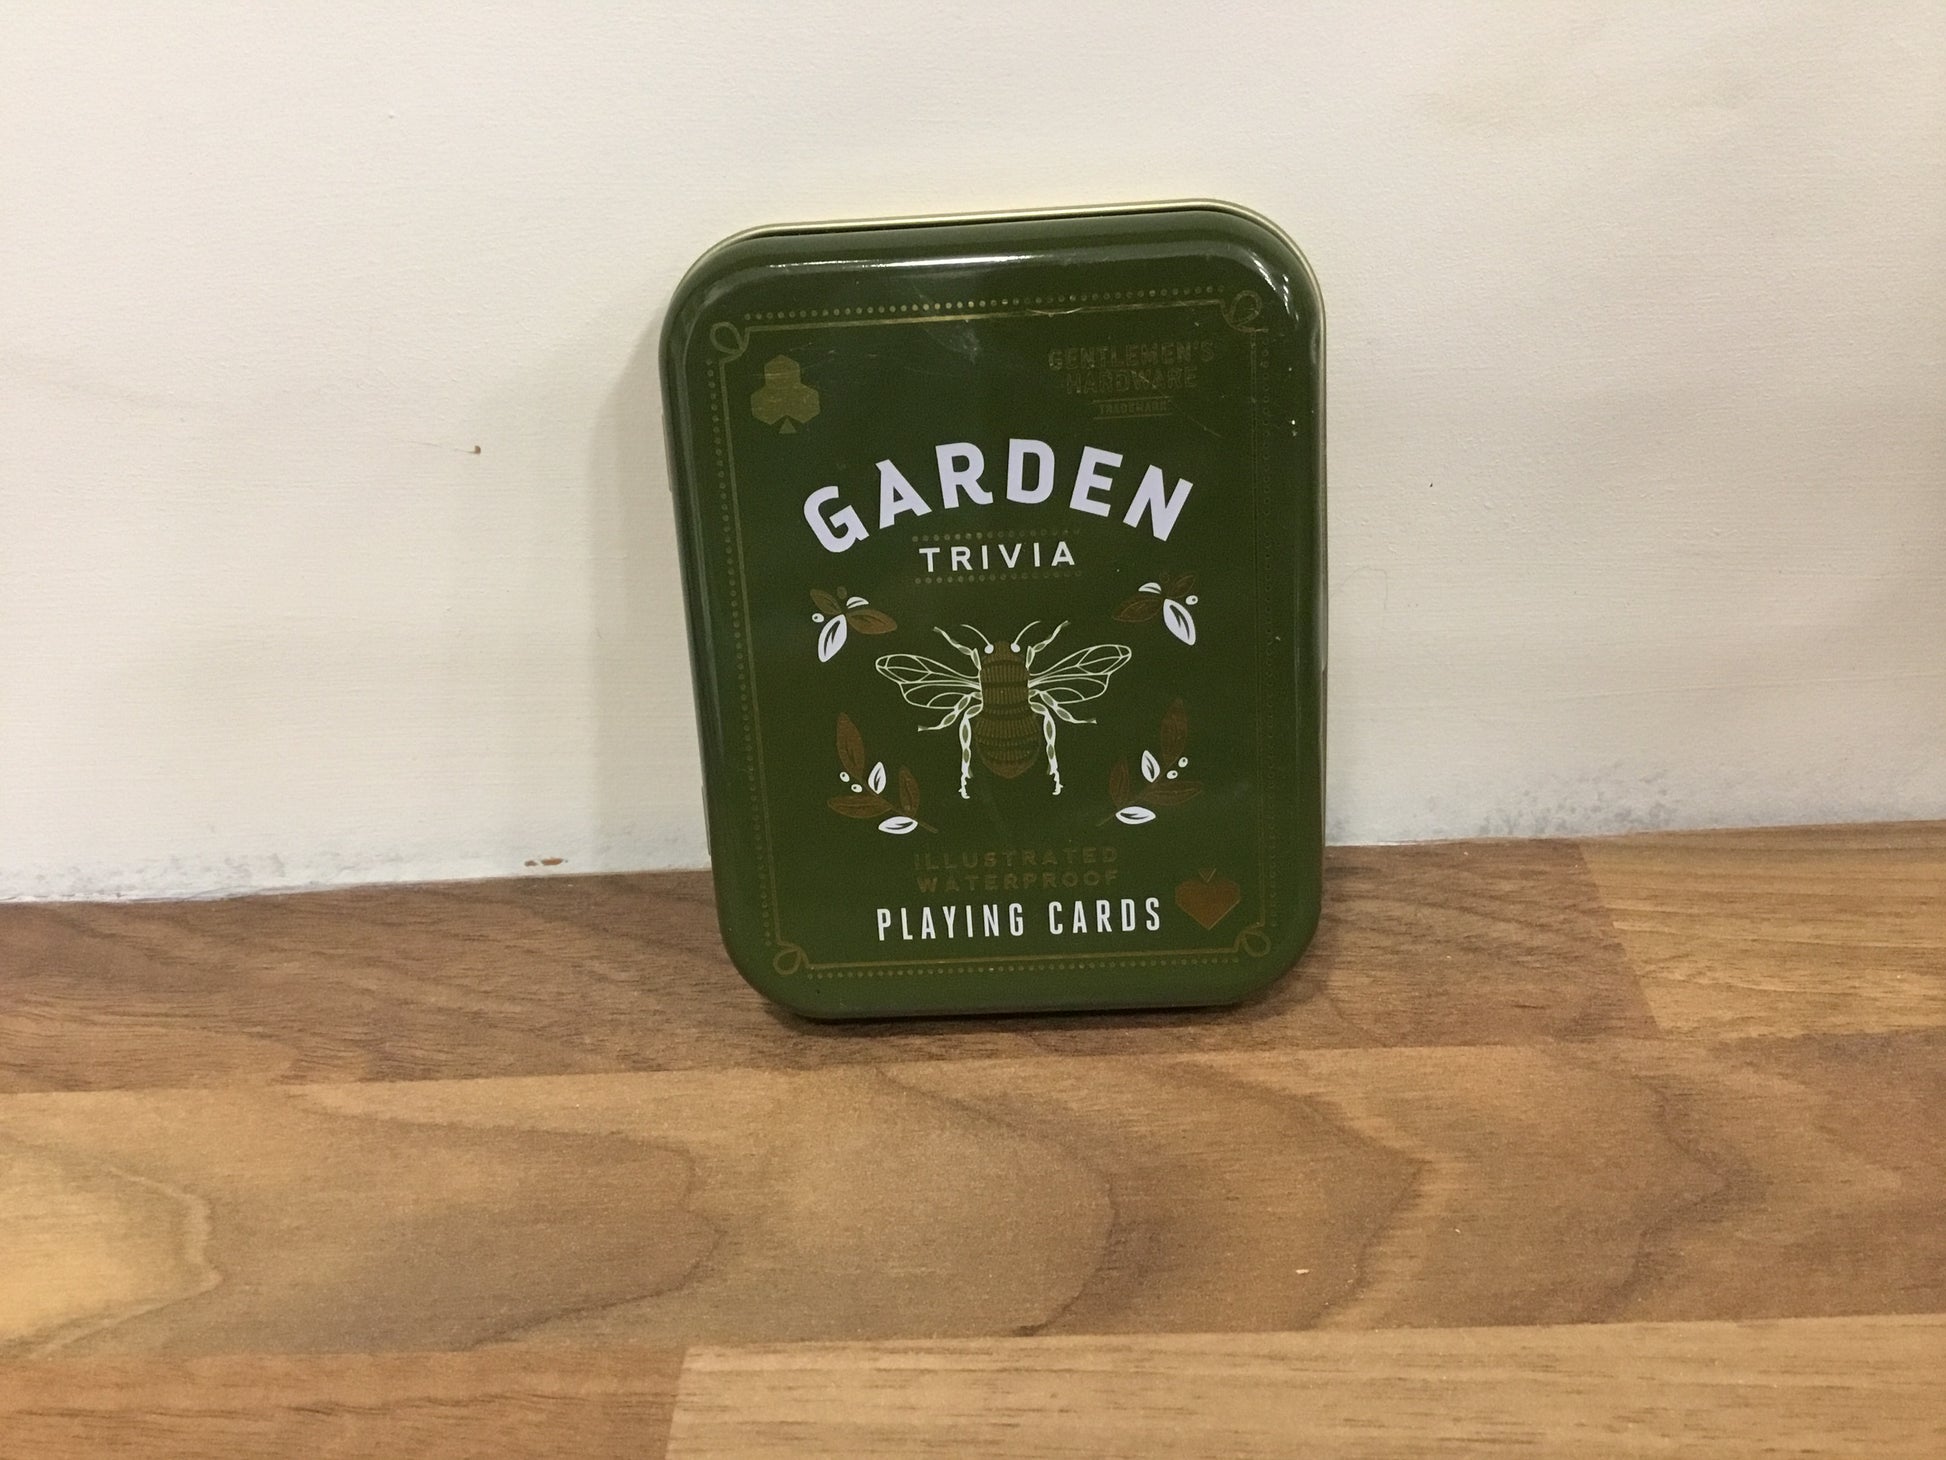 GENTLEMEN'S
HARDWARE
TRADEMARK
GARDEN
TRIVIA
ILLUSTRATED
WATERPROOF
PLAYING CARDS